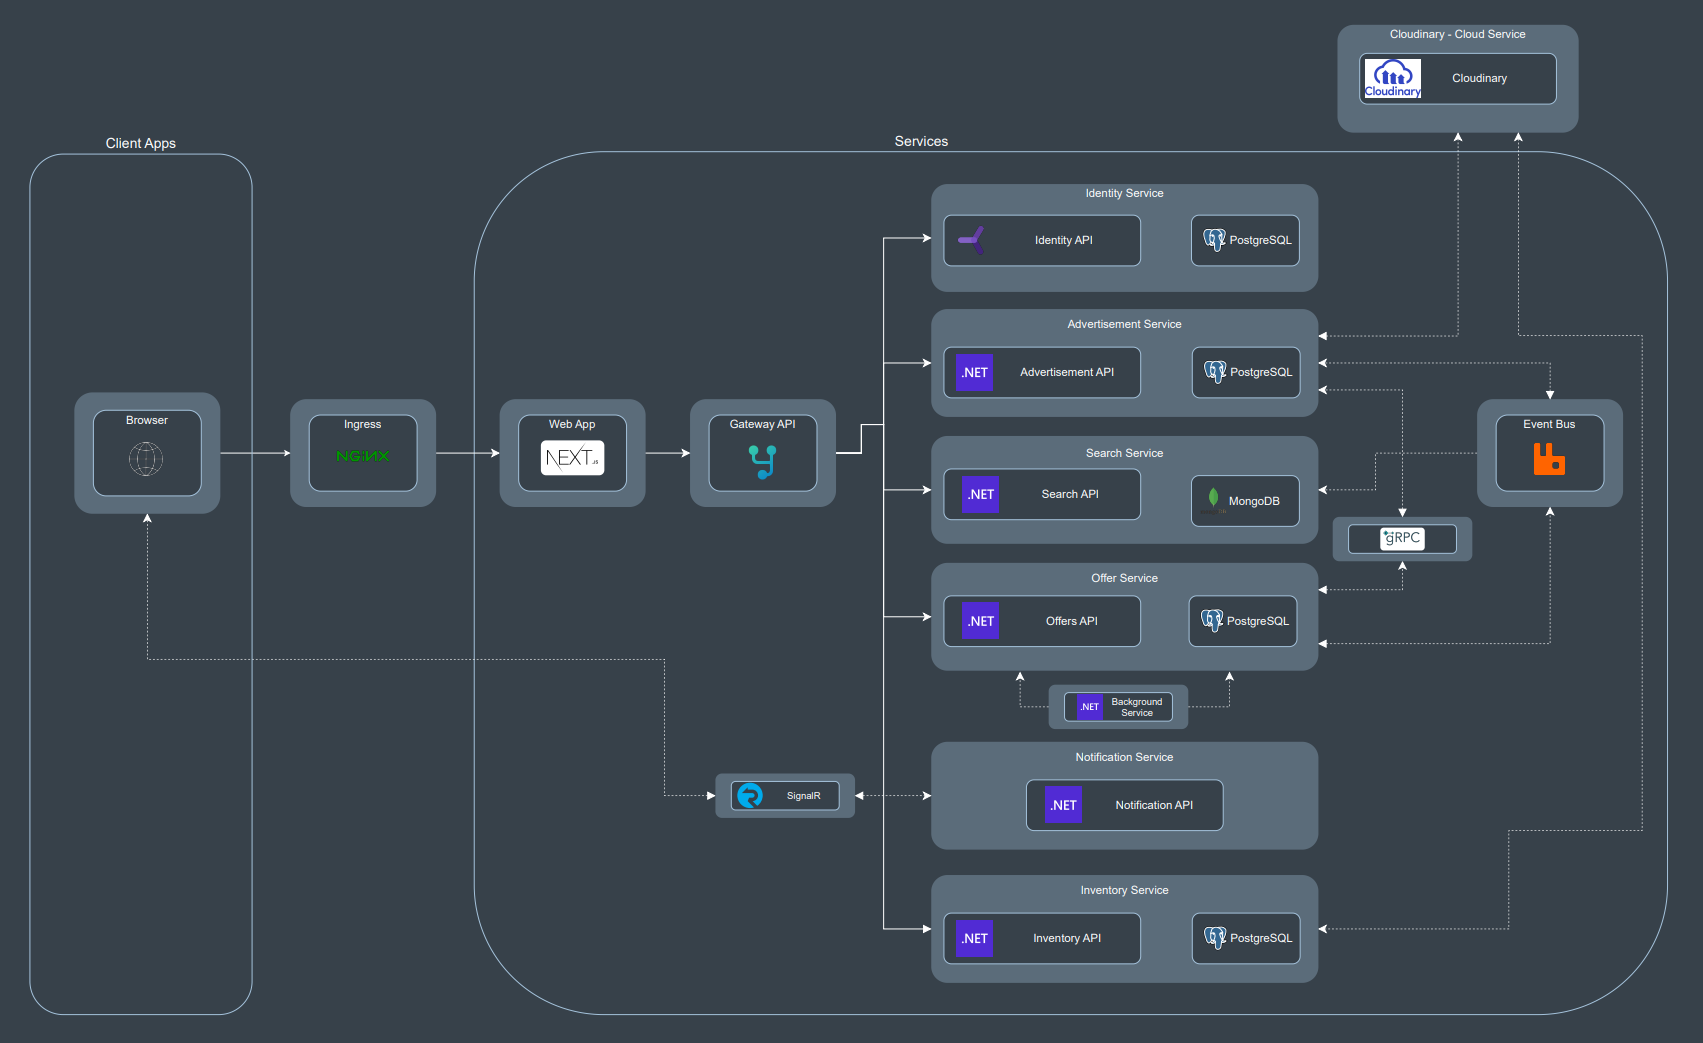 Cloudinary - Cloud Service
Cloudinary
Cloudinary
Client Apps
Services
Identity Service
Identity API
PostgreSQL
Advertisement Service
.NET
Advertisement API
PostgreSQL
Browser
Ingress
NGiNX
Web App
NEXT.JS
Gateway API
Search Service
.NET
Search API
MongoDB
Event Bus
gRPC
Offer Service
.NET
Offers API
PostgreSQL
.NET
Background
Service
Notification Service
SignalR
.NET
Notification API
Inventory Service
.NET
Inventory API
PostgreSQL